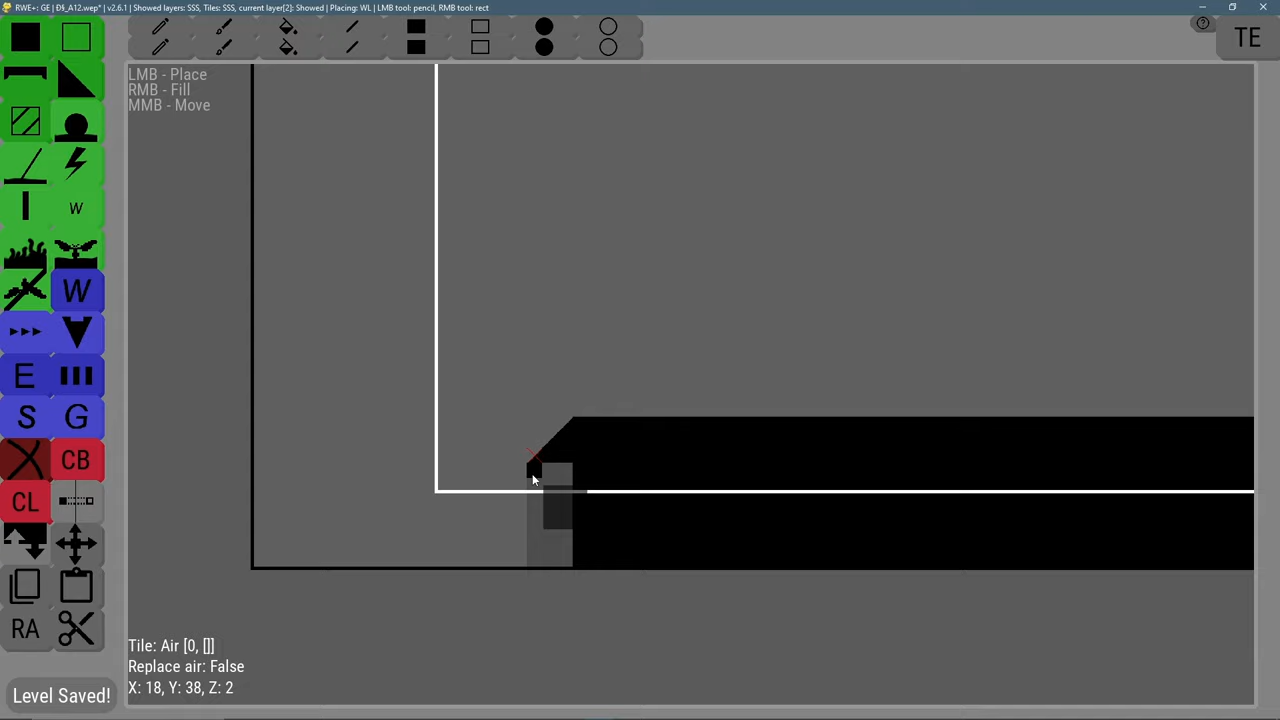 RWE+: GE | Đ§_A12.wep* | v2.6.1 | Showed layers: SSS, Tiles: SSS, current layer[2]: Showed | Placing: WL | LMB tool: pencil, RMB tool: rect
TE
LMB - Place
RMB - Fill
MMB - Move
W
W
E
S G
CB
CL
RA
Tile: Air [0, []]
Replace air: False
X: 18, Y: 38, Z: 2
Level Saved!